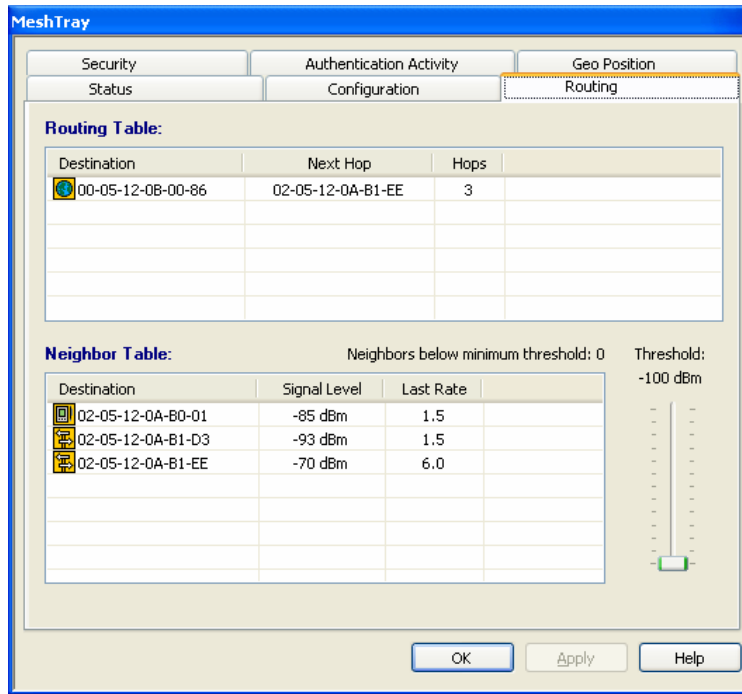 MeshTray
Security Authentication Activity Geo Position
Status Configuration Routing
Routing Table:
Destination Next Hop Hops
00-05-12-0B-00-86 02-05-12-0A-B1-EE 3
Neighbor Table: Neighbors below minimum threshold: 0 Threshold:
-100 dBm
Destination Signal Level Last Rate
02-05-12-0A-B0-01 -85 dBm 1.5
02-05-12-0A-B1-D3 -93 dBm 1.5
02-05-12-0A-B1-EE -70 dBm 6.0
OK Apply Help